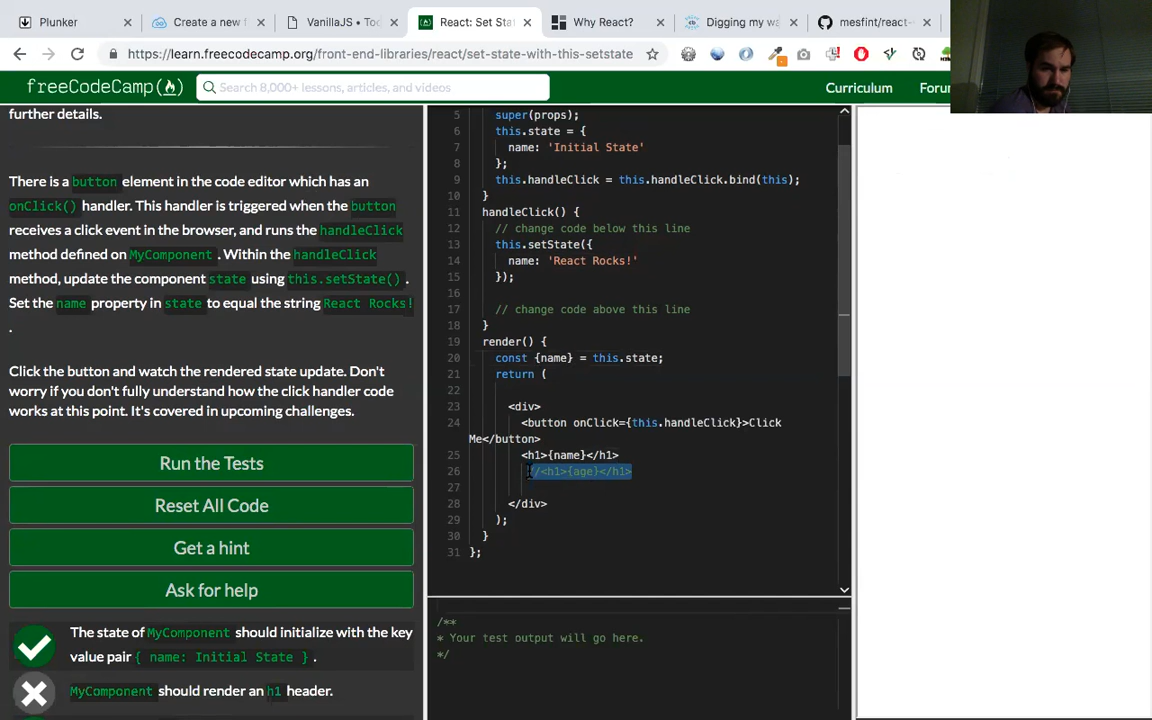 Plunker
Create a new f
VanillaJS • Too
React: Set Sta
Why React?
Digging my wa
mesfint/react-
https://learn.freecodecamp.org/front-end-libraries/react/set-state-with-this-setstate
freeCodeCamp
Search 8,000+ lessons, articles, and videos
Curriculum
Forum
further details.
There is a button element in the code editor which has an
onClick() handler. This handler is triggered when the button
receives a click event in the browser, and runs the handleClick
method defined on MyComponent . Within the handleClick
method, update the component state using this.setState() .
Set the name property in state to equal the string React Rocks!
.
Click the button and watch the rendered state update. Don't
worry if you don't fully understand how the click handler code
works at this point. It's covered in upcoming challenges.
Run the Tests
Reset All Code
Get a hint
Ask for help
The state of MyComponent should initialize with the key
value pair { name: Initial State } .
MyComponent should render an h1 header.
5 super(props);
6 this.state = {
7 name: 'Initial State'
8 };
9 this.handleClick = this.handleClick.bind(this);
10 }
11 handleClick() {
12 // change code below this line
13 this.setState({
14 name: 'React Rocks!'
15 });
16
17 // change code above this line
18 }
19 render() {
20 const {name} = this.state;
21 return (
22
23 <div>
24 <button onClick={this.handleClick}>Click
Me</button>
25 <h1>{name}</h1>
26 //<h1>{age}</h1>
27
28 </div>
29 );
30 }
31 };
/**
* Your test output will go here.
*/